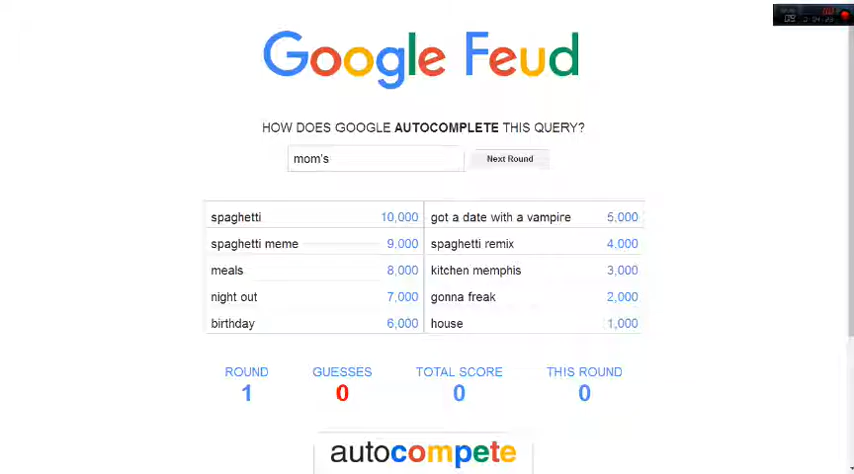 Google Feud
HOW DOES GOOGLE AUTOCOMPLETE THIS QUERY?
mom's
Next Round
spaghetti 10,000 got a date with a vampire 5,000
spaghetti meme 9,000 spaghetti remix 4,000
meals 8,000 kitchen memphis 3,000
night out 7,000 gonna freak 2,000
birthday 6,000 house 1,000
ROUND GUESSES TOTAL SCORE THIS ROUND
1 0 0 0
autocompete